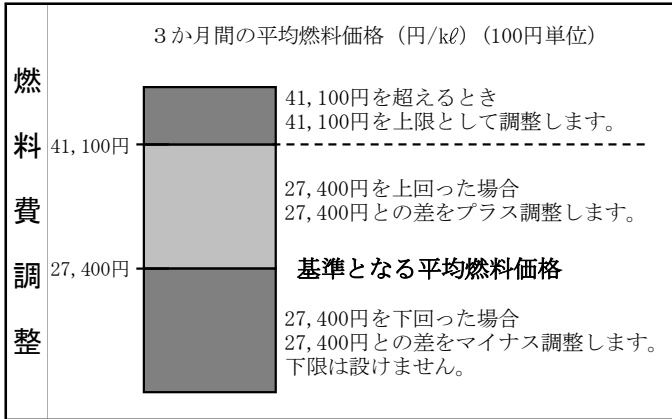 燃料費調整
３か月間の平均燃料価格（円/kℓ）(100円単位)
41,100円を超えるとき
41,100円を上限として調整します。
41,100円
27,400円を上回った場合
27,400円との差をプラス調整します。
27,400円
基準となる平均燃料価格
27,400円を下回った場合
27,400円との差をマイナス調整します。
下限は設けません。